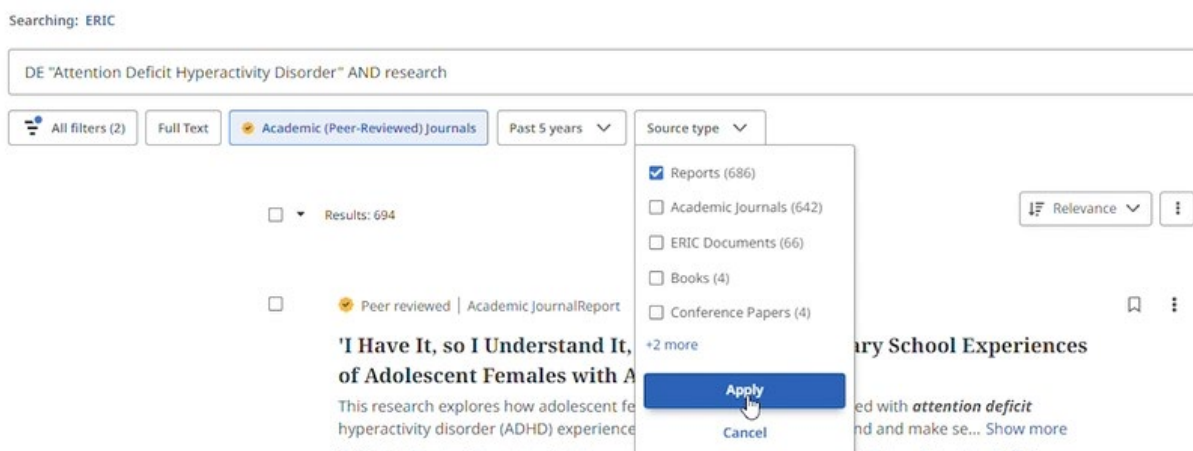 Searching: ERIC
DE "Attention Deficit Hyperactivity Disorder" AND research
All filters (2) Full Text Academic (Peer-Reviewed) Journals Past 5 years Source type
Reports (686)
Academic Journals (642)
Results: 694 Relevance
ERIC Documents (66)
Books (4)
Conference Papers (4)
+2 more
Apply
Cancel
Peer reviewed | Academic JournalReport
'I Have It, so I Understand It, ary School Experiences
of Adolescent Females with A
This research explores how adolescent fe ed with attention deficit
hyperactivity disorder (ADHD) experience nd and make se... Show more